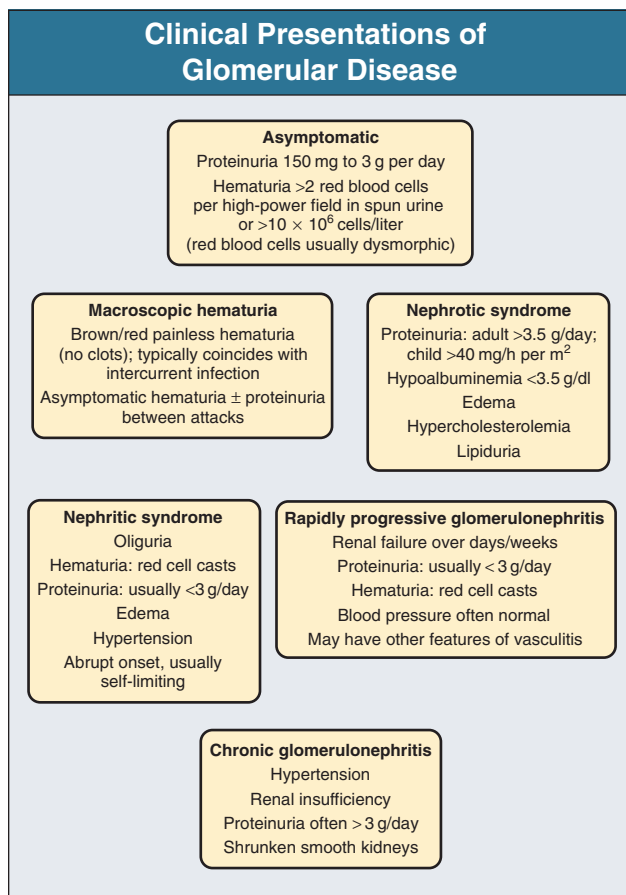 Clinical Presentations of
Glomerular Disease
Asymptomatic
Proteinuria 150 mg to 3 g per day
Hematuria >2 red blood cells
per high-power field in spun urine
or >10 × 10⁶ cells/liter
(red blood cells usually dysmorphic)
Macroscopic hematuria
Brown/red painless hematuria
(no clots); typically coincides with
intercurrent infection
Asymptomatic hematuria ± proteinuria
between attacks
Nephrotic syndrome
Proteinuria: adult >3.5 g/day;
child >40 mg/h per m²
Hypoalbuminemia <3.5 g/dl
Edema
Hypercholesterolemia
Lipiduria
Nephritic syndrome
Oliguria
Hematuria: red cell casts
Proteinuria: usually <3 g/day
Edema
Hypertension
Abrupt onset, usually
self-limiting
Rapidly progressive glomerulonephritis
Renal failure over days/weeks
Proteinuria: usually < 3 g/day
Hematuria: red cell casts
Blood pressure often normal
May have other features of vasculitis
Chronic glomerulonephritis
Hypertension
Renal insufficiency
Proteinuria often > 3 g/day
Shrunken smooth kidneys